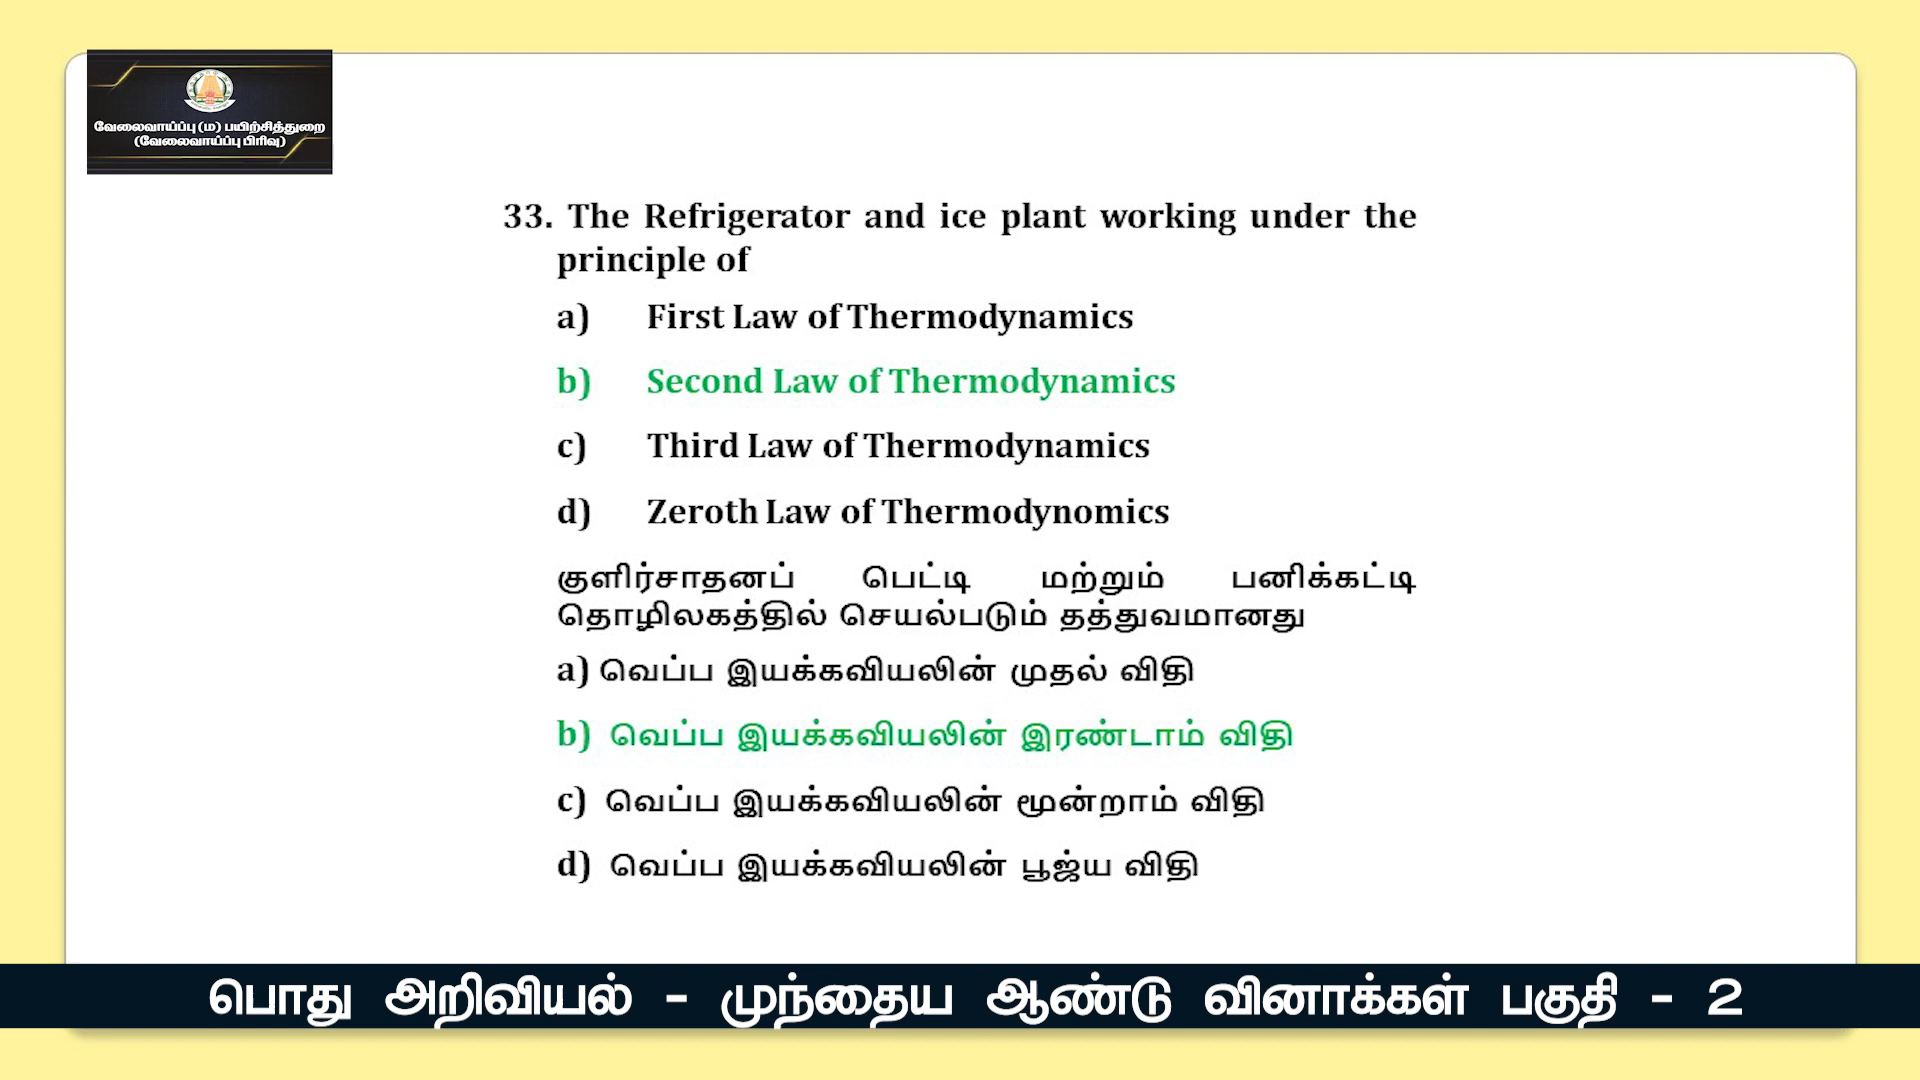 வேலைவாய்ப்பு (ம) பயிற்சித்துறை
(வேலைவாய்ப்பு பிரிவு)
33. The Refrigerator and ice plant working under the
principle of
a) First Law of Thermodynamics
b) Second Law of Thermodynamics
c) Third Law of Thermodynamics
d) Zeroth Law of Thermodynomics
குளிர்சாதனப் பெட்டி மற்றும் பனிக்கட்டி
தொழிலகத்தில் செயல்படும் தத்துவமானது
a) வெப்ப இயக்கவியலின் முதல் விதி
b) வெப்ப இயக்கவியலின் இரண்டாம் விதி
c) வெப்ப இயக்கவியலின் மூன்றாம் விதி
d) வெப்ப இயக்கவியலின் பூஜ்ய விதி
பொது அறிவியல் - முந்தைய ஆண்டு வினாக்கள் பகுதி - 2